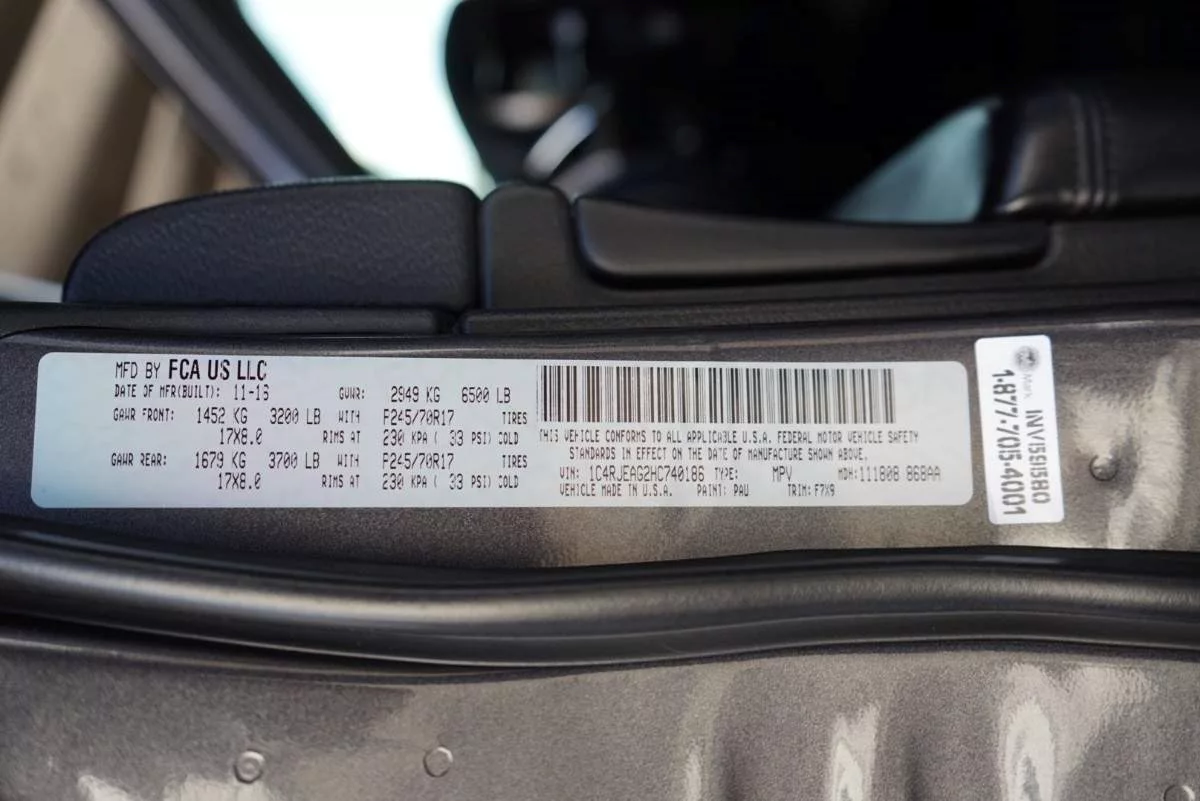 MFD BY FCA US LLC
DATE OF MFR(BUILT): 11-16 GVWR: 2949 KG 6500 LB
GAWR FRONT: 1452 KG 3200 LB WITH P245/70R17 TIRES
17X8.0 RIMS AT 230 KPA ( 33 PSI) COLD
GAWR REAR: 1679 KG 3700 LB WITH P245/70R17 TIRES
17X8.0 RIMS AT 230 KPA ( 33 PSI) COLD
THIS VEHICLE CONFORMS TO ALL APPLICABLE U.S.A. FEDERAL MOTOR VEHICLE SAFETY
STANDARDS IN EFFECT ON THE DATE OF MANUFACTURE SHOWN ABOVE.
VIN: 1C4RJEAG2HC740186 TYPE: MPV MDH: 111808 868AA
VEHICLE MADE IN U.S.A. PAINT: PAU TRIM: F7X9
1-877-705-4001